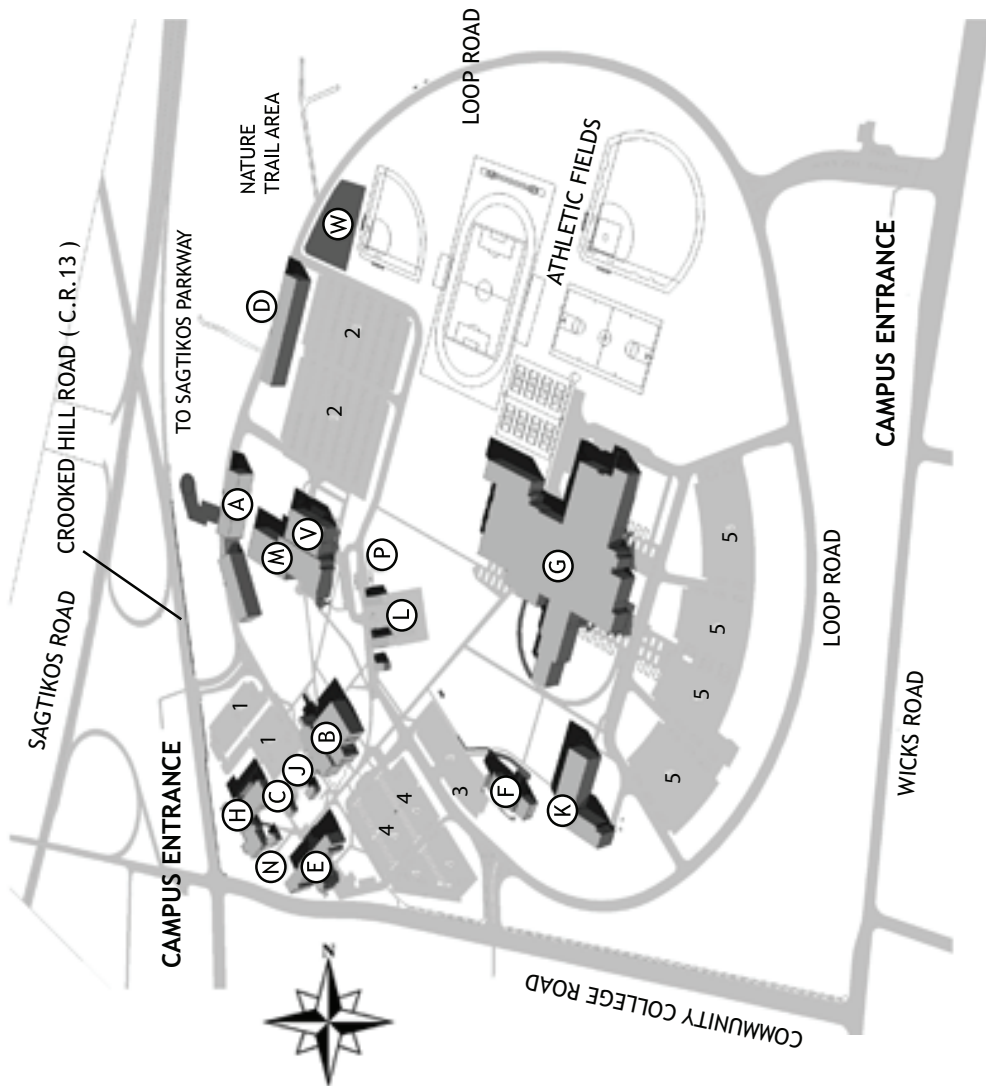 LOOP ROAD
NATURE
TRAIL AREA
SAGTIKOS ROAD
CROOKED HILL ROAD ( C.R. 13 )
TO SAGTIKOS PARKWAY
W
D
2
2
ATHLETIC FIELDS
A
V
M
P
L
G
CAMPUS ENTRANCE
1
1
B
J
C
H
N
E
4
4
3
F
K
5
5
5
5
LOOP ROAD
WICKS ROAD
CAMPUS ENTRANCE
N
COMMUNITY COLLEGE ROAD